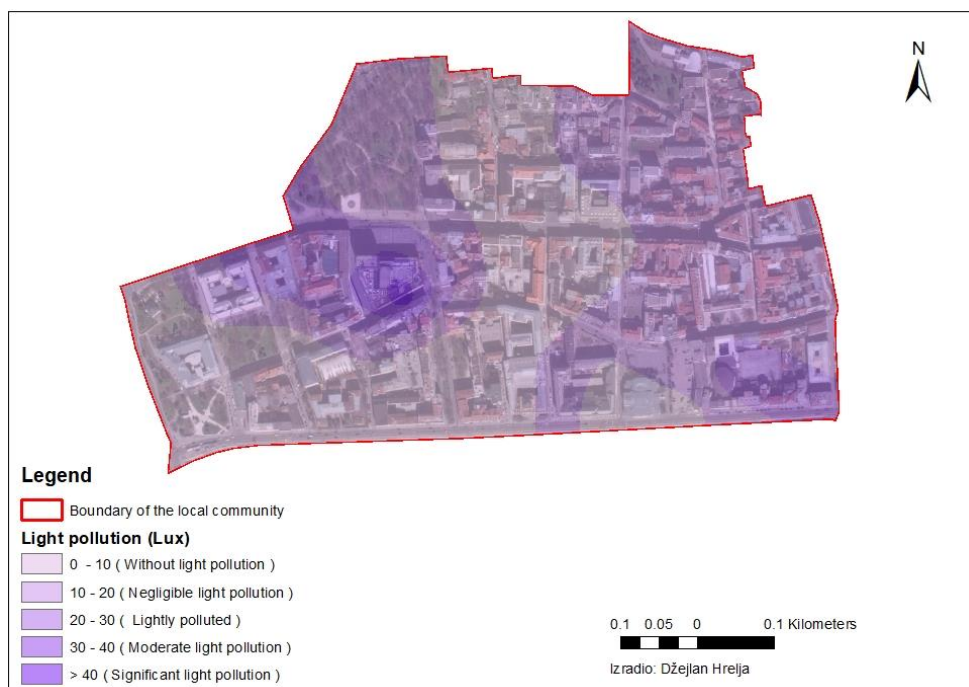 N
Legend
Boundary of the local community
Light pollution (Lux)
0 - 10 ( Without light pollution )
10 - 20 ( Negligible light pollution )
20 - 30 ( Lightly polluted )
30 - 40 ( Moderate light pollution )
> 40 ( Significant light pollution )
0.1 0.05 0 0.1 Kilometers
Izradio: Džejlan Hrelja